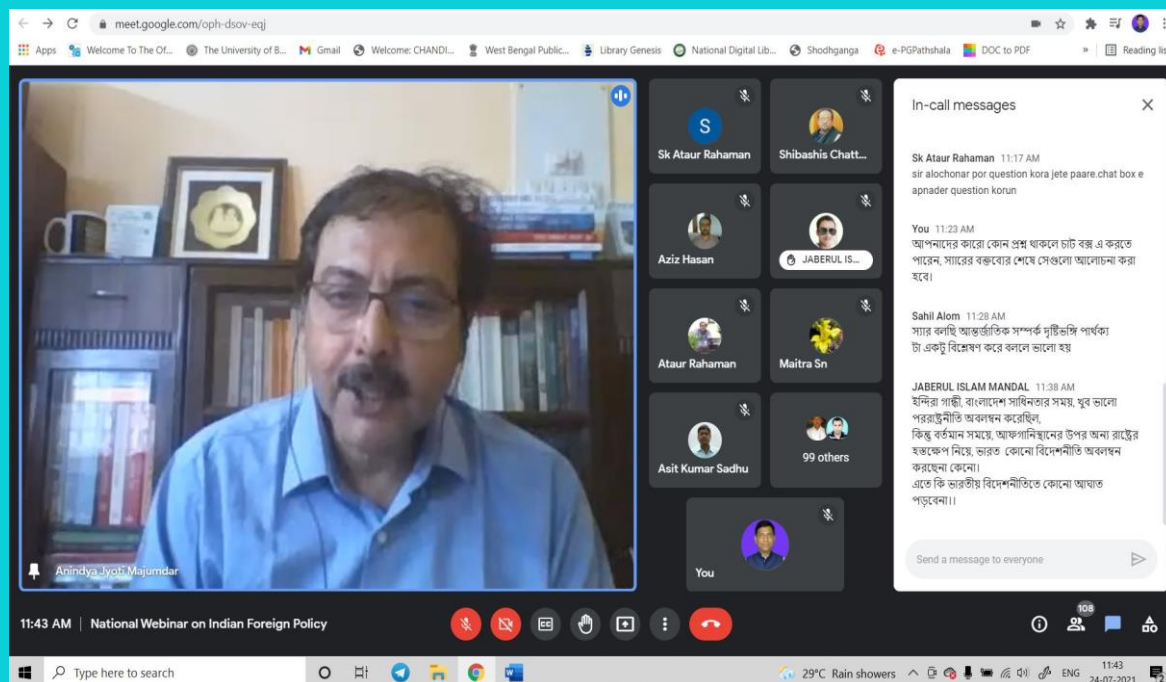 meet.google.com/oph-dsov-eqj
Apps
Welcome To The Of...
The University of B...
Gmail
Welcome: CHANDI...
West Bengal Public...
Library Genesis
National Digital Lib...
Shodhganga
e-PGPathshala
DOC to PDF
»
Reading lis
Anindya Jyoti Majumdar
S
Sk Ataur Rahaman
Shibashis Chatt...
Aziz Hasan
JABERUL IS...
Ataur Rahaman
Maitra Sn
Asit Kumar Sadhu
99 others
You
In-call messages
Sk Ataur Rahaman 11:17 AM
sir alochonar por question kora jete paare.chat box e
apnader question korun
You 11:23 AM
আপনাদের কারো কোন প্রশ্ন থাকলে চাট বক্স এ করতে
পারেন, স্যারের বক্তব্যের শেষে সেগুলো আলোচনা করা
হবে।
Sahil Alom 11:28 AM
স্যার বলছি আন্তর্জাতিক সম্পর্ক দৃষ্টিভঙ্গি পার্থক্য
টা একটু বিশ্লেষণ করে বললে ভালো হয়
JABERUL ISLAM MANDAL 11:38 AM
ইন্দিরা গান্ধী, বাংলাদেশ সাধিনতার সময়, খুব ভালো
পররাষ্ট্রনীতি অবলম্বন করেছিল,
কিন্তু বর্তমান সময়ে, আফগানিস্থানের উপর অন্য রাষ্ট্রের
হস্তক্ষেপ নিয়ে, ভারত কোনো বিদেশনীতি অবলম্বন
করছেনা কেনো।
এতে কি ভারতীয় বিদেশনীতিতে কোনো আঘাত
পড়বেনা।।
Send a message to everyone
11:43 AM | National Webinar on Indian Foreign Policy
CC
108
Type here to search
W
29°C Rain showers
ENG
11:43
24-07-2021
2